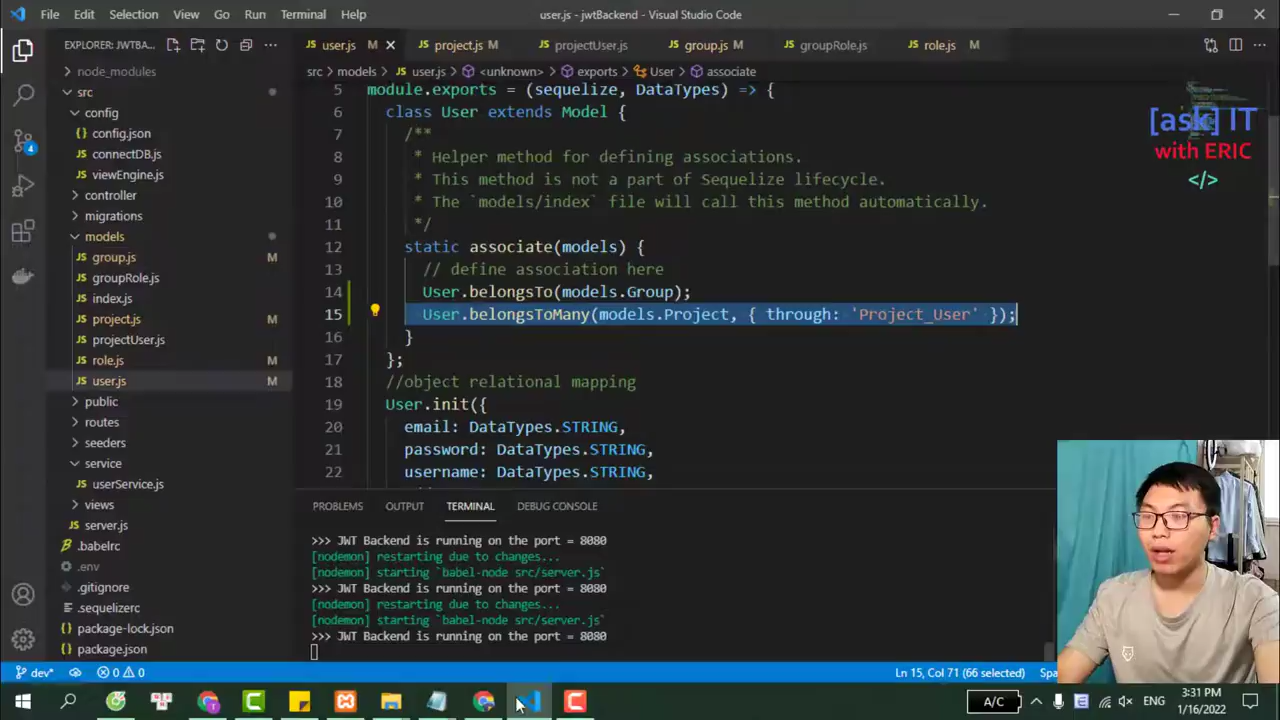 File Edit Selection View Go Run Terminal Help
user.js - jwtBackend - Visual Studio Code
EXPLORER: JWTBA...
user.js M
project.js M
projectUser.js
group.js M
groupRole.js
role.js M
src > models > user.js > <unknown> > exports > User > associate
node_modules
src
config
config.json
connectDB.js
viewEngine.js
controller
migrations
models
group.js M
groupRole.js
index.js
project.js M
projectUser.js
role.js M
user.js M
public
routes
seeders
service
userService.js
views
server.js
.babelrc
.env
.gitignore
.sequelizerc
package-lock.json
package.json
5 module.exports = (sequelize, DataTypes) => {
6 class User extends Model {
7 /**
8 * Helper method for defining associations.
9 * This method is not a part of Sequelize lifecycle.
10 * The `models/index` file will call this method automatically.
11 */
12 static associate(models) {
13 // define association here
14 User.belongsTo(models.Group);
15 User.belongsToMany(models.Project, { through: 'Project_User' });
16 }
17 };
18 //object relational mapping
19 User.init({
20 email: DataTypes.STRING,
21 password: DataTypes.STRING,
22 username: DataTypes.STRING,
[ask] IT
with ERIC
</>
PROBLEMS OUTPUT TERMINAL DEBUG CONSOLE
>>> JWT Backend is running on the port = 8080
[nodemon] restarting due to changes...
[nodemon] starting `babel-node src/server.js`
>>> JWT Backend is running on the port = 8080
[nodemon] restarting due to changes...
[nodemon] starting `babel-node src/server.js`
>>> JWT Backend is running on the port = 8080
4
dev* 0 0
Ln 15, Col 71 (66 selected)
A/C
ENG
3:31 PM
1/16/2022